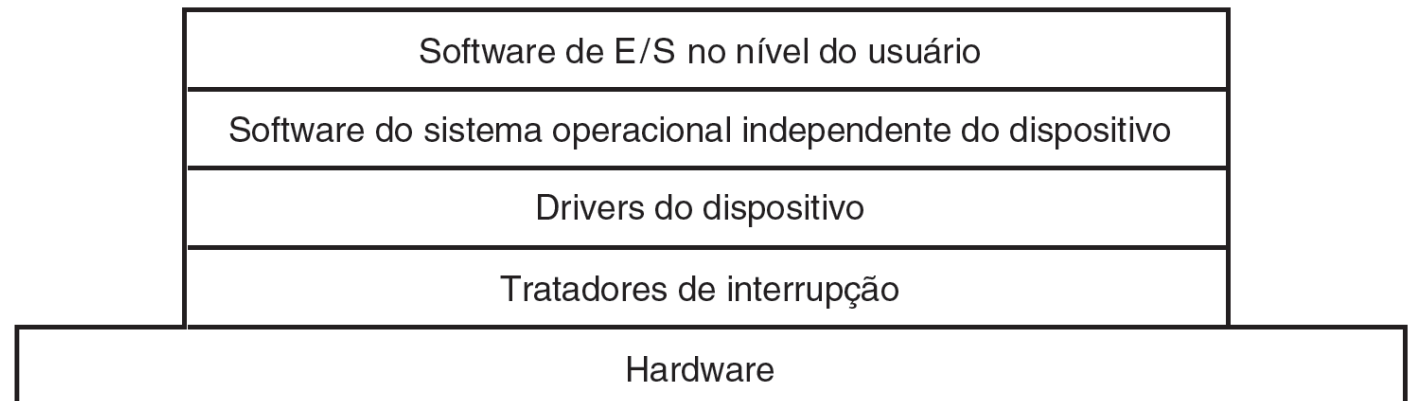 Software de E/S no nível do usuário
Software do sistema operacional independente do dispositivo
Drivers do dispositivo
Tratadores de interrupção
Hardware